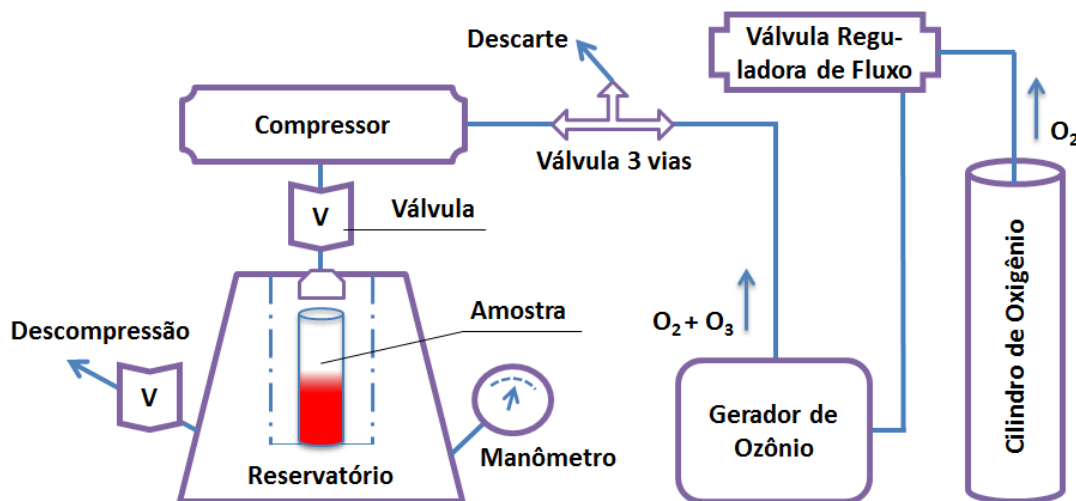 Descarte
Válvula Regu-
ladora de Fluxo
Compressor
Válvula 3 vias
O₂
V
Válvula
Cilindro de Oxigênio
Descompressão
Amostra
O₂ + O₃
V
Gerador de
Ozônio
Manômetro
Reservatório